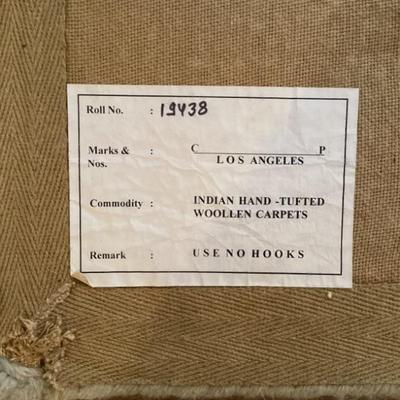 Roll No. : 19438
Marks & Nos. : C P
LOS ANGELES
Commodity : INDIAN HAND -TUFTED
WOOLLEN CARPETS
Remark : USE NO HOOKS